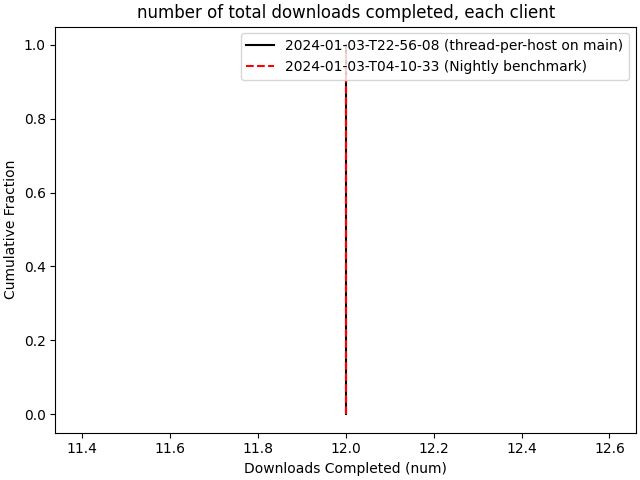 number of total downloads completed, each client
2024-01-03-T22-56-08 (thread-per-host on main)
2024-01-03-T04-10-33 (Nightly benchmark)
Cumulative Fraction
1.0
0.8
0.6
0.4
0.2
0.0
11.4 11.6 11.8 12.0 12.2 12.4 12.6
Downloads Completed (num)